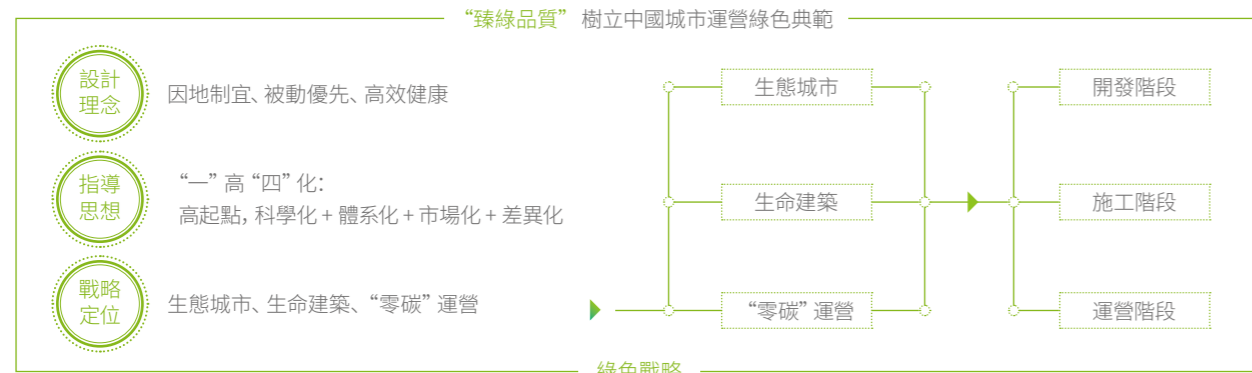 “臻綠品質” 樹立中國城市運營綠色典範
設計
理念
因地制宜、被動優先、高效健康
指導
思想
“一” 高 “四” 化：
高起點, 科學化 + 體系化 + 市場化 + 差異化
戰略
定位
生態城市、生命建築、“零碳” 運營
生態城市
生命建築
“零碳” 運營
開發階段
施工階段
運營階段
綠色戰略